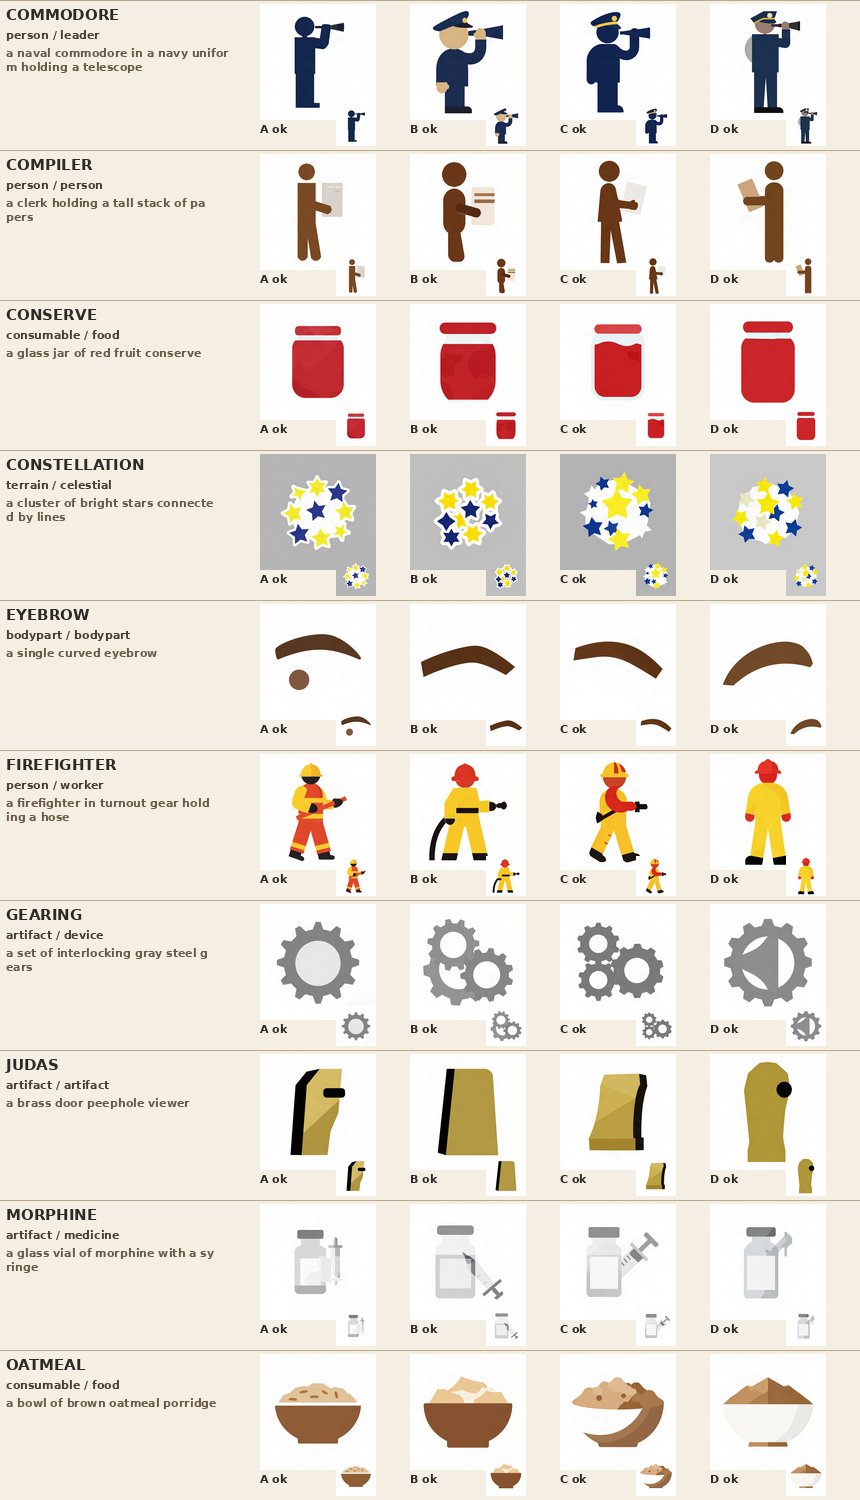 COMMODORE
person / leader
a naval commodore in a navy unifor
m holding a telescope
A ok
B ok
C ok
D ok
COMPILER
person / person
a clerk holding a tall stack of pa
pers
A ok
B ok
C ok
D ok
CONSERVE
consumable / food
a glass jar of red fruit conserve
A ok
B ok
C ok
D ok
CONSTELLATION
terrain / celestial
a cluster of bright stars connecte
d by lines
A ok
B ok
C ok
D ok
EYEBROW
bodypart / bodypart
a single curved eyebrow
A ok
B ok
C ok
D ok
FIREFIGHTER
person / worker
a firefighter in turnout gear hold
ing a hose
A ok
B ok
C ok
D ok
GEARING
artifact / device
a set of interlocking gray steel g
ears
A ok
B ok
C ok
D ok
JUDAS
artifact / artifact
a brass door peephole viewer
A ok
B ok
C ok
D ok
MORPHINE
artifact / medicine
a glass vial of morphine with a sy
ringe
A ok
B ok
C ok
D ok
OATMEAL
consumable / food
a bowl of brown oatmeal porridge
A ok
B ok
C ok
D ok